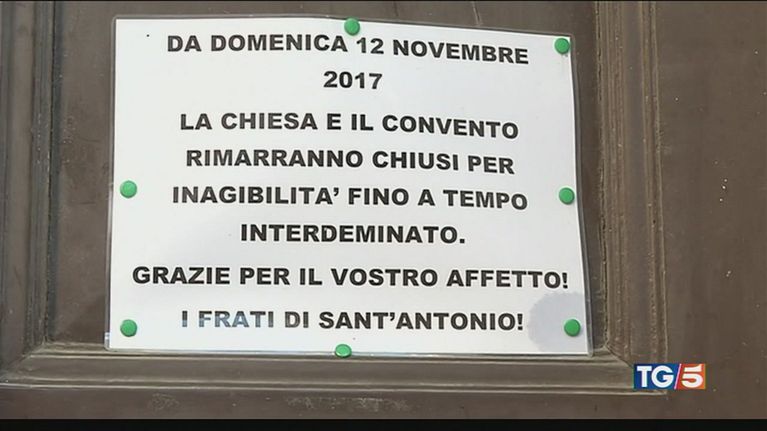 DA DOMENICA 12 NOVEMBRE
2017
LA CHIESA E IL CONVENTO
RIMARRANNO CHIUSI PER
INAGIBILITA' FINO A TEMPO
INTERDEMINATO.
GRAZIE PER IL VOSTRO AFFETTO!
I FRATI DI SANT'ANTONIO!
TG5